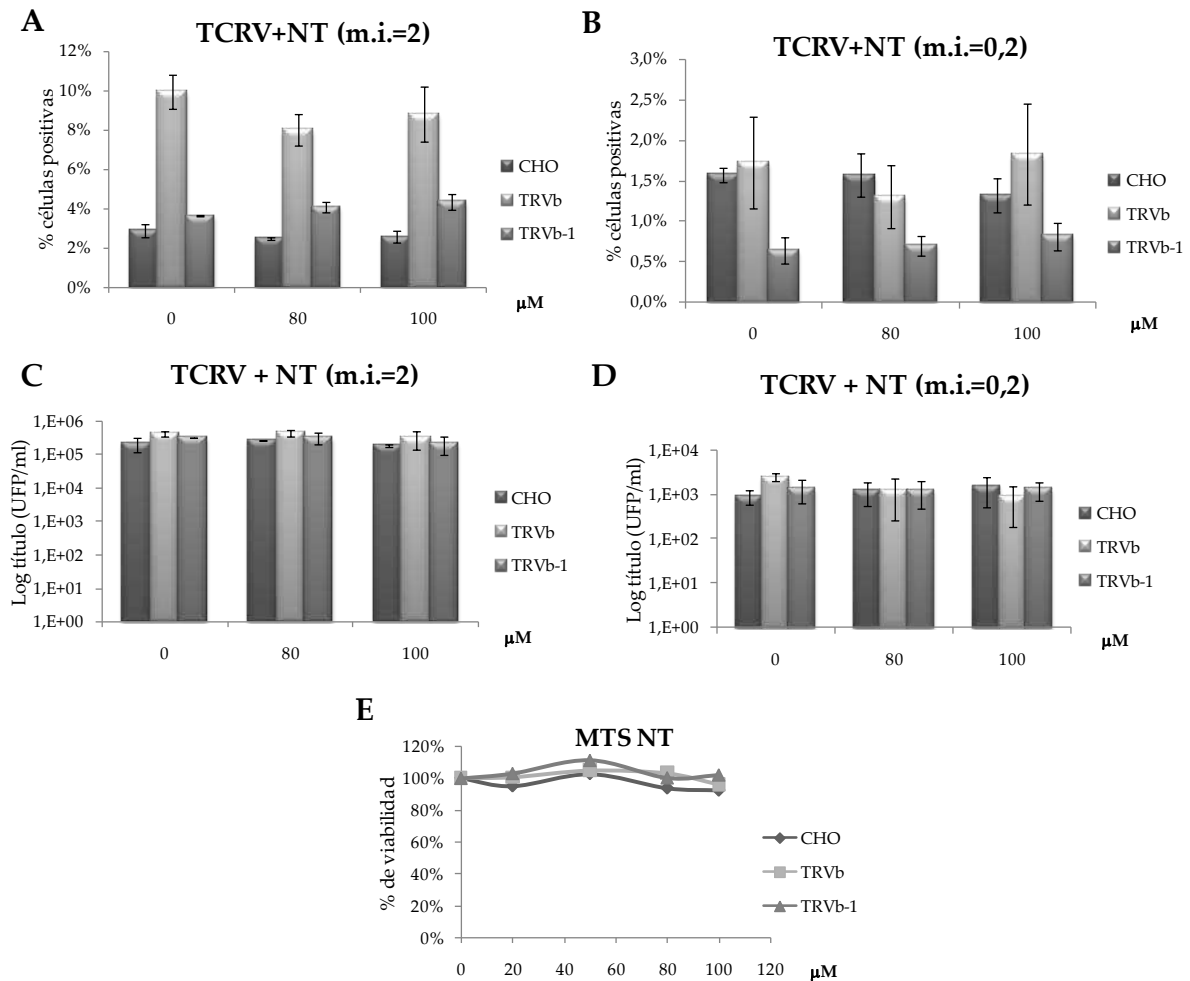 A
TCRV+NT (m.i.=2)
% células positivas
12%
10%
8%
6%
4%
2%
0%
0
80
100
µM
CHO
TRVb
TRVb-1
B
TCRV+NT (m.i.=0,2)
% células positivas
3,0%
2,5%
2,0%
1,5%
1,0%
0,5%
0,0%
0
80
100
µM
CHO
TRVb
TRVb-1
C
TCRV + NT (m.i.=2)
Log título (UFP/ml)
1,E+06
1,E+05
1,E+04
1,E+03
1,E+02
1,E+01
1,E+00
0
80
100
µM
CHO
TRVb
TRVb-1
D
TCRV + NT (m.i.=0,2)
Log título (UFP/ml)
1,E+04
1,E+03
1,E+02
1,E+01
1,E+00
0
80
100
µM
CHO
TRVb
TRVb-1
E
MTS NT
% de viabilidad
120%
100%
80%
60%
40%
20%
0%
0
20
40
60
80
100
120
µM
CHO
TRVb
TRVb-1